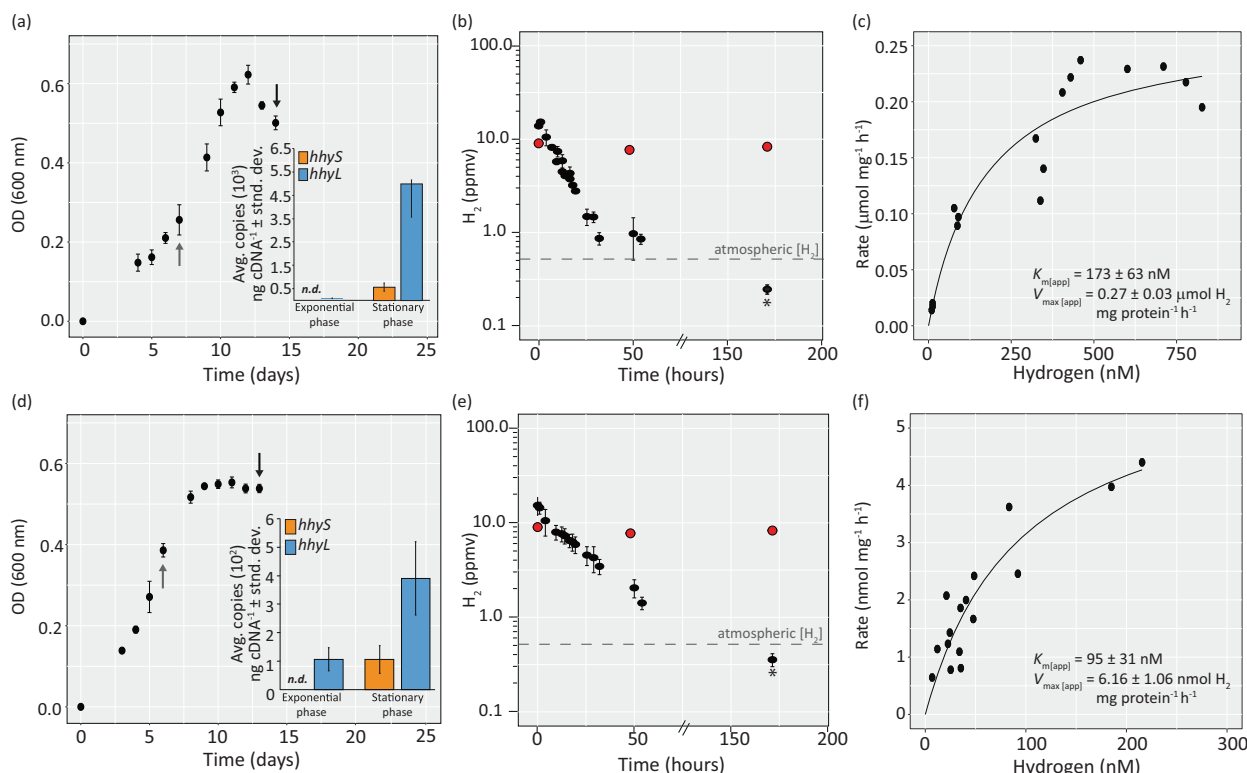 (a)
OD (600 nm)
0.6
0.4
0.2
0.0
0
5
10
15
20
25
Time (days)
Avg. copies (10³)
ng cDNA⁻¹ ± stnd. dev.
6.5
5.5
4.5
3.5
2.5
1.5
0.5
hhyS
hhyL
n.d.
Exponential
phase
Stationary
phase
(b)
H₂ (ppmv)
100.0
10.0
1.0
0.1
atmospheric [H₂]
*
0
50
100
200
Time (hours)
(c)
Rate (µmol mg⁻¹ h⁻¹)
0.25
0.20
0.15
0.10
0.05
0.00
Kₘ[app] = 173 ± 63 nM
Vmax [app] = 0.27 ± 0.03 µmol H₂
mg protein⁻¹ h⁻¹
0
250
500
750
Hydrogen (nM)
(d)
OD (600 nm)
0.6
0.4
0.2
0.0
0
5
10
15
20
25
Time (days)
Avg. copies (10²)
ng cDNA⁻¹ ± stnd. dev.
6
5
4
3
2
1
0
hhyS
hhyL
n.d.
Exponential
phase
Stationary
phase
(e)
H₂ (ppmv)
100.0
10.0
1.0
0.1
atmospheric [H₂]
*
0
50
100
200
Time (hours)
(f)
Rate (nmol mg⁻¹ h⁻¹)
5
4
3
2
1
0
Kₘ[app] = 95 ± 31 nM
Vmax [app] = 6.16 ± 1.06 nmol H₂
mg protein⁻¹ h⁻¹
0
100
200
300
Hydrogen (nM)